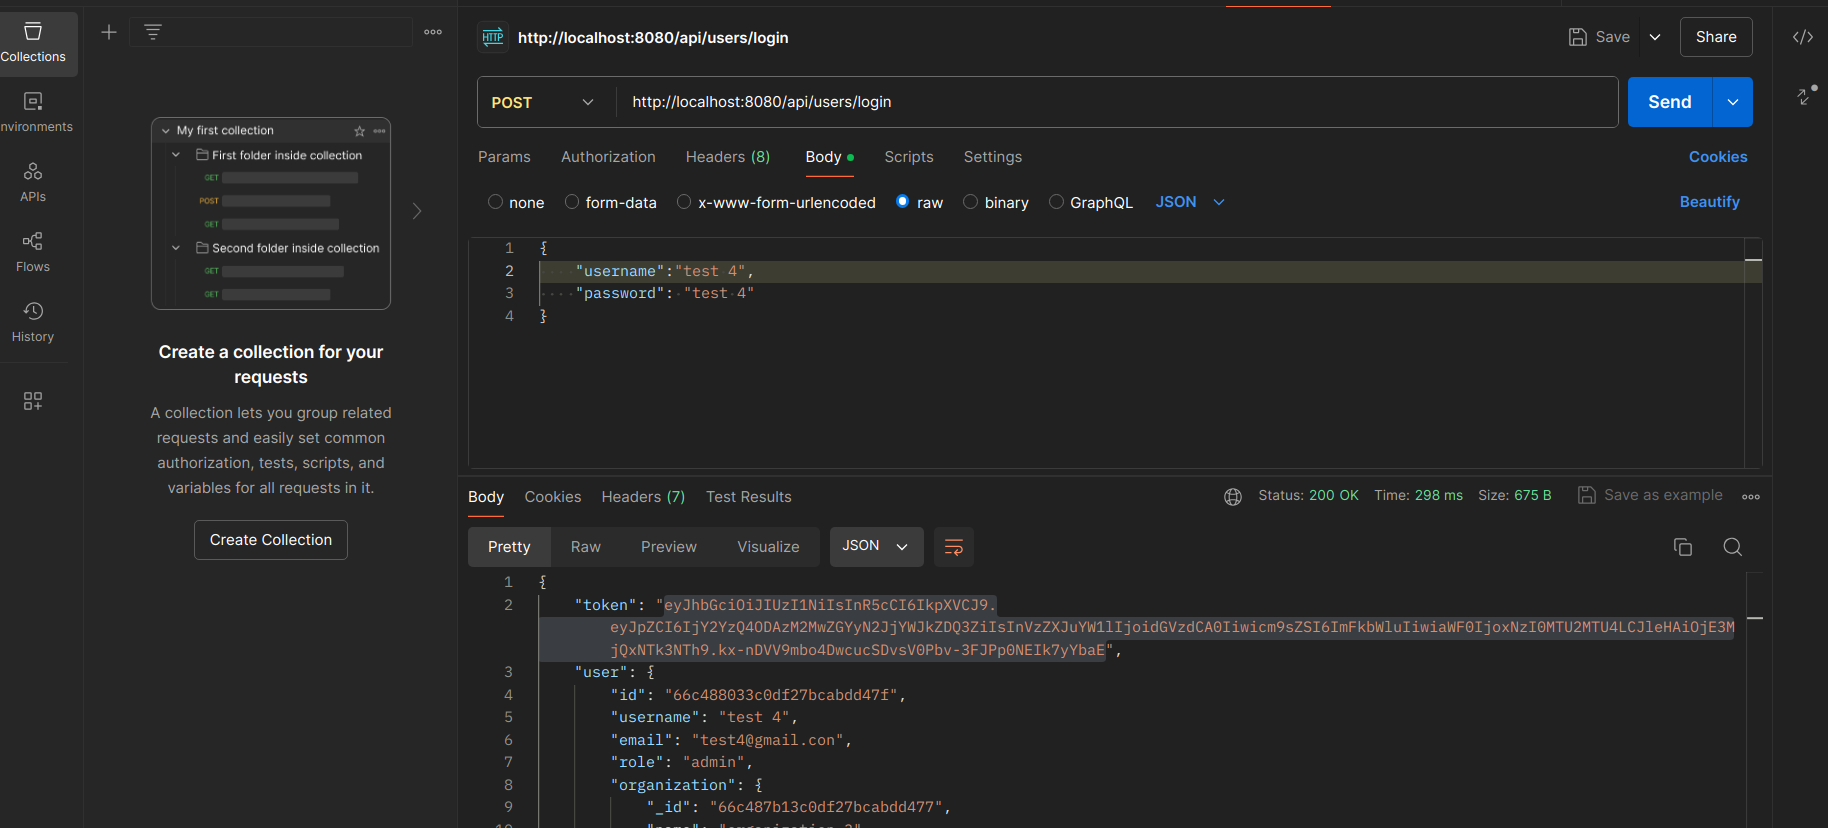 Collections
nvironments
APIs
Flows
History
My first collection
First folder inside collection
GET
POST
GET
Second folder inside collection
GET
GET
Create a collection for your
requests
A collection lets you group related
requests and easily set common
authorization, tests, scripts, and
variables for all requests in it.
Create Collection
HTTP http://localhost:8080/api/users/login
Save
Share
POST http://localhost:8080/api/users/login
Send
Params Authorization Headers (8) Body Scripts Settings Cookies
none form-data x-www-form-urlencoded raw binary GraphQL JSON Beautify
1 {
2 "username":"test 4",
3 "password": "test 4"
4 }
Body Cookies Headers (7) Test Results Status: 200 OK Time: 298 ms Size: 675 B Save as example
Pretty Raw Preview Visualize JSON
1 {
2 "token": "eyJhbGciOiJIUzI1NiIsInR5cCI6IkpXVCJ9.
eyJpZCI6IjY2YzQ4ODAzM2MwZGYyN2JjYWJkZDQ3ZiIsInVzZXJuYW1lIjoidGVzdCA0Iiwicm9sZSI6ImFkbWluIiwiaWF0IjoxNzI0MTU2MTU4LCJleHAiOjE3M
jQxNTk3NTh9.kx-nDVV9mbo4DwcucSDvsV0Pbv-3FJPp0NEIk7yYbaE",
3 "user": {
4 "id": "66c488033c0df27bcabdd47f",
5 "username": "test 4",
6 "email": "test4@gmail.con",
7 "role": "admin",
8 "organization": {
9 "_id": "66c487b13c0df27bcabdd477",